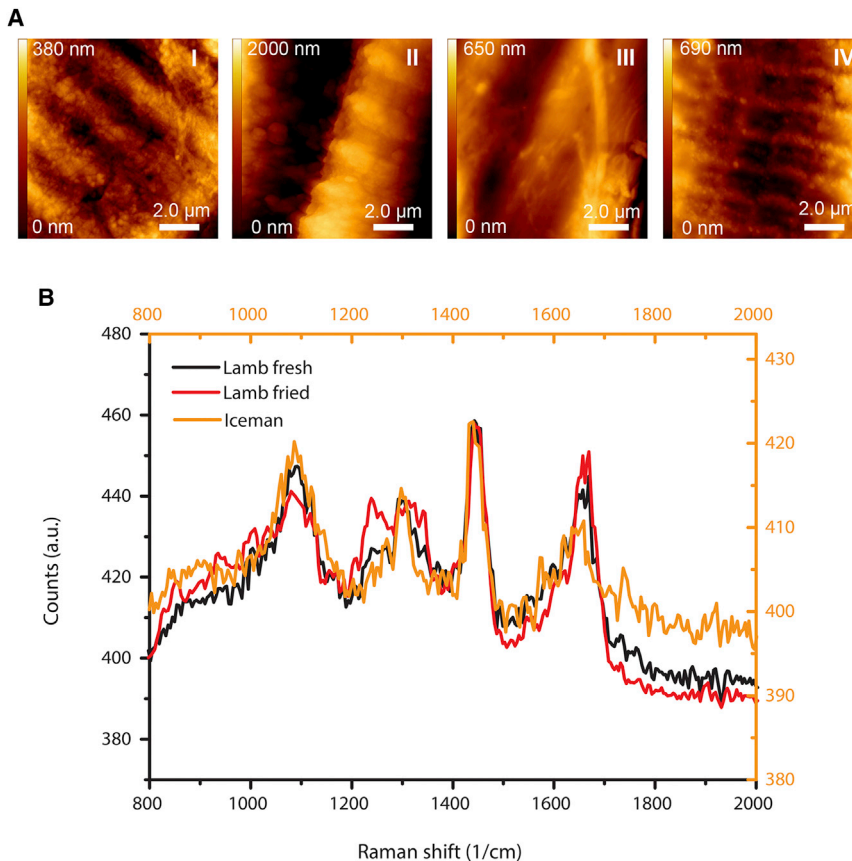 A
380 nm I 2000 nm II 650 nm III 690 nm IV
0 nm 2.0 µm 0 nm 2.0 µm 0 nm 2.0 µm 0 nm 2.0 µm
B
800 1000 1200 1400 1600 1800 2000
480
460
440
420
400
380
Counts (a.u.)
Lamb fresh
Lamb fried
Iceman
430
420
410
400
390
380
800 1000 1200 1400 1600 1800 2000
Raman shift (1/cm)